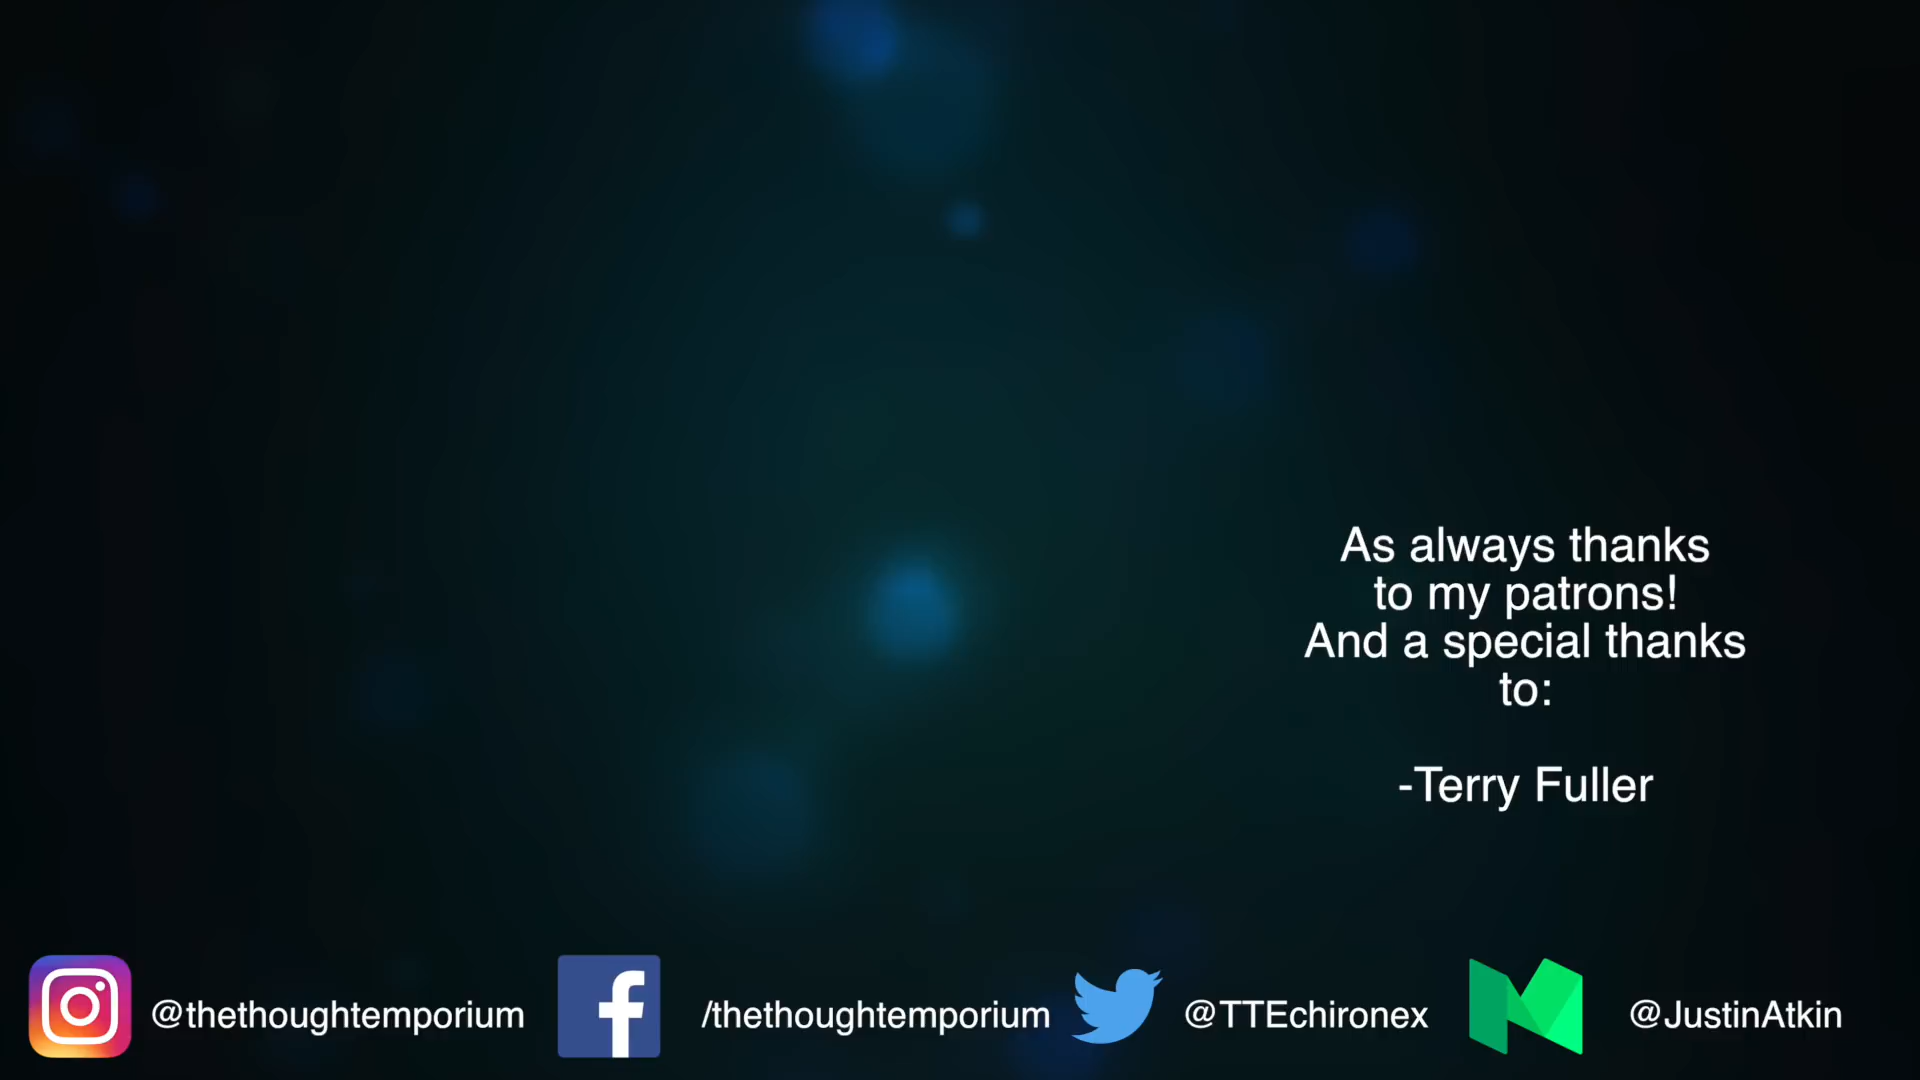 As always thanks
to my patrons!
And a special thanks
to:
-Terry Fuller
@thethoughtemporium
/thethoughtemporium
@TTEchironex
@JustinAtkin